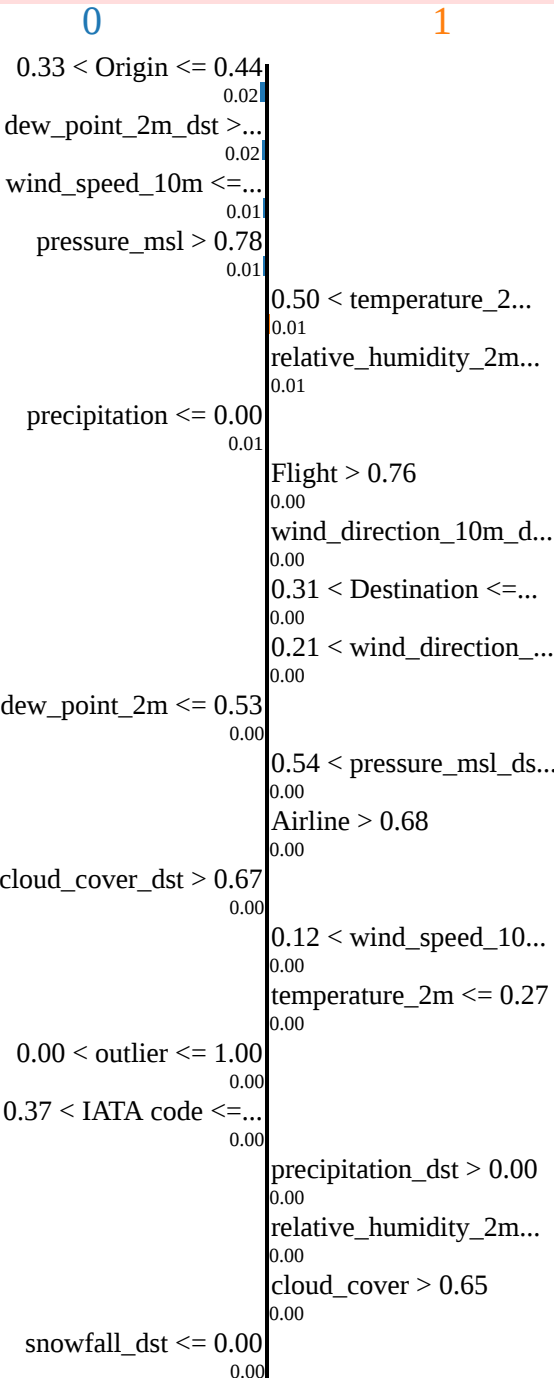 0 1
0.33 < Origin <= 0.44
0.02
dew_point_2m_dst >...
0.02
wind_speed_10m <=...
0.01
pressure_msl > 0.78
0.01
0.50 < temperature_2...
0.01
relative_humidity_2m...
0.01
precipitation <= 0.00
0.01
Flight > 0.76
0.00
wind_direction_10m_d...
0.00
0.31 < Destination <=...
0.00
0.21 < wind_direction_...
0.00
dew_point_2m <= 0.53
0.00
0.54 < pressure_msl_ds...
0.00
Airline > 0.68
0.00
cloud_cover_dst > 0.67
0.00
0.12 < wind_speed_10...
0.00
temperature_2m <= 0.27
0.00
0.00 < outlier <= 1.00
0.00
0.37 < IATA code <=...
0.00
precipitation_dst > 0.00
0.00
relative_humidity_2m...
0.00
cloud_cover > 0.65
0.00
snowfall_dst <= 0.00
0.00